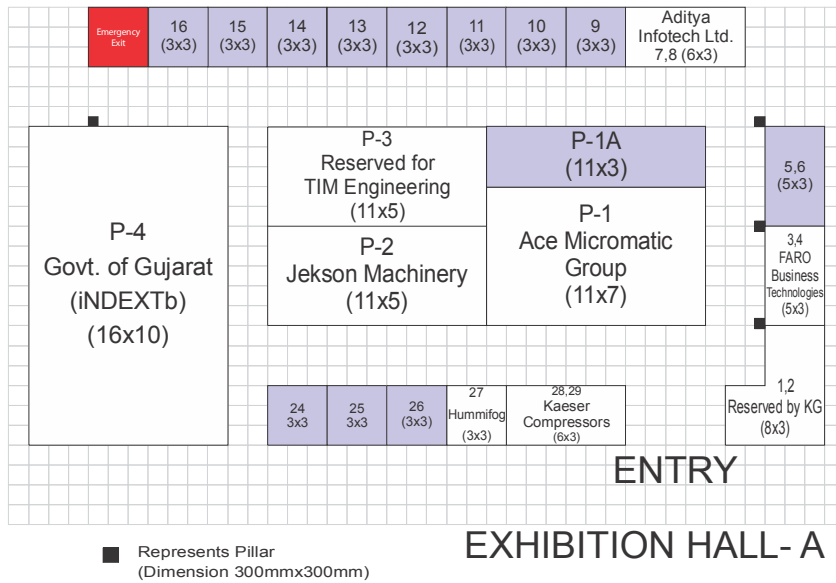 Emergency
Exit
16
(3x3)
15
(3x3)
14
(3x3)
13
(3x3)
12
(3x3)
11
(3x3)
10
(3x3)
9
(3x3)
Aditya
Infotech Ltd.
7,8 (6x3)
P-4
Govt. of Gujarat
(iNDEXTb)
(16x10)
P-3
Reserved for
TIM Engineering
(11x5)
P-2
Jekson Machinery
(11x5)
P-1A
(11x3)
P-1
Ace Micromatic
Group
(11x7)
5,6
(5x3)
3,4
FARO
Business
Technologies
(5x3)
1,2
Reserved by KG
(8x3)
24
3x3
25
3x3
26
(3x3)
27
Hummifog
(3x3)
28,29
Kaeser
Compressors
(6x3)
ENTRY
EXHIBITION HALL- A
Represents Pillar
(Dimension 300mmx300mm)